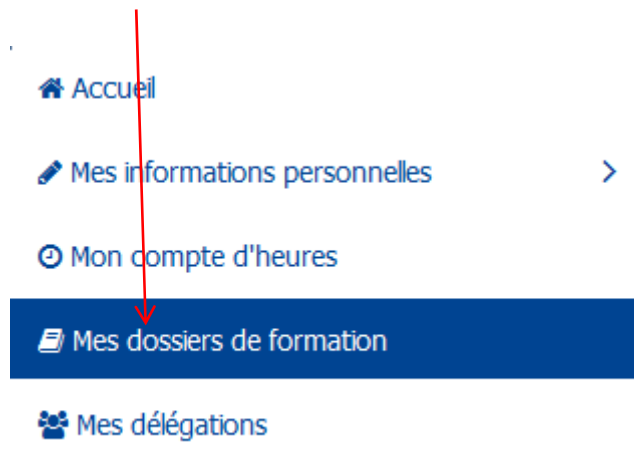 Accueil
Mes informations personnelles
Mon compte d'heures
Mes dossiers de formation
Mes délégations